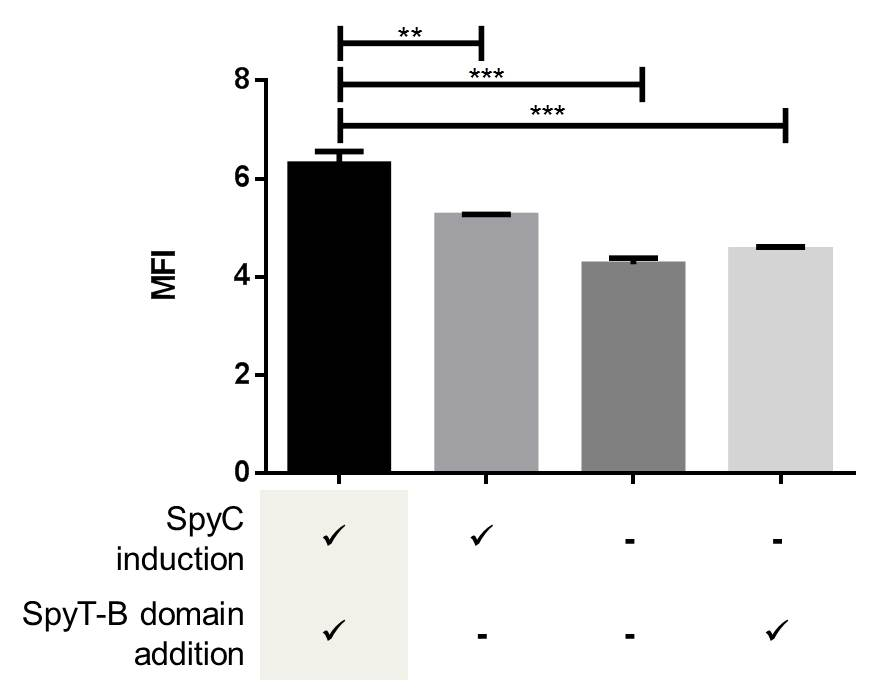 **
***
***
8
6
4
2
0
MFI
SpyC
induction
✓ ✓ - -
SpyT-B domain
addition
✓ - - ✓